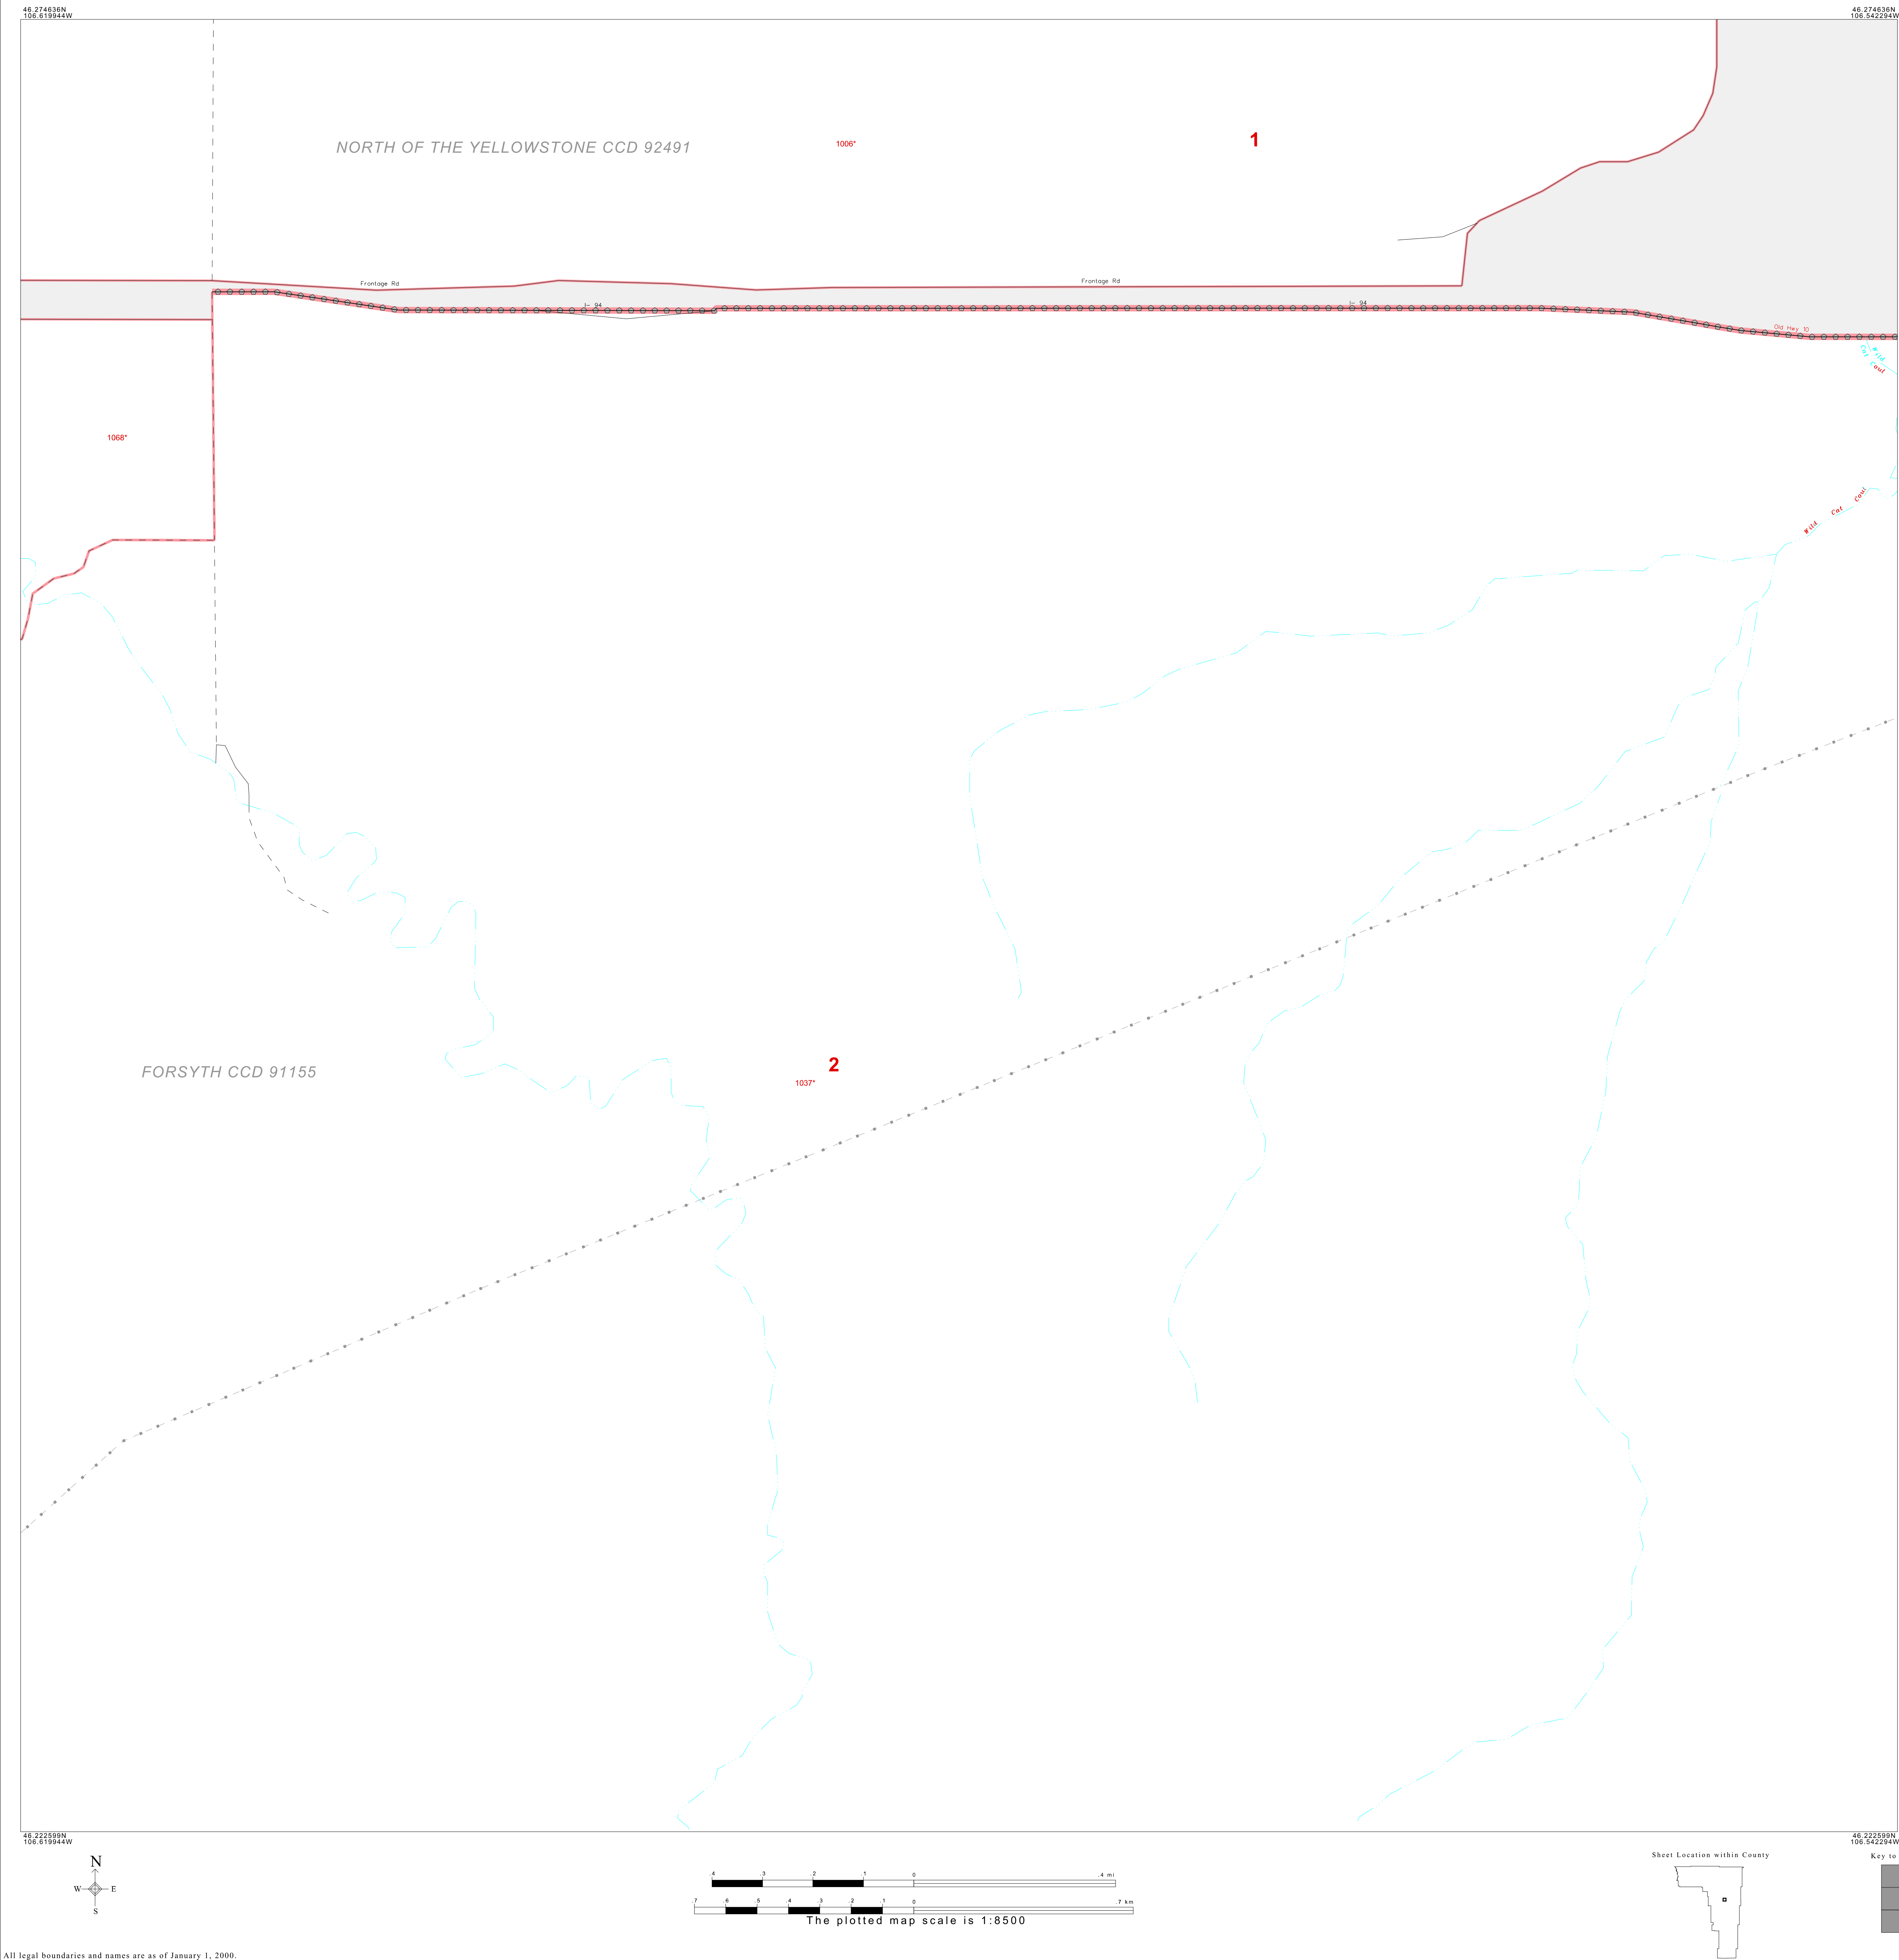 46.274636N
106.619944W
46.274636N
106.542294W
NORTH OF THE YELLOWSTONE CCD 92491
1006*
1
Frontage Rd
Frontage Rd
I- 94
I- 94
Old Hwy 10
Wild
Cat Coul
1068*
Wild Cat Coul
FORSYTH CCD 91155
2
1037*
46.222599N
106.619944W
46.222599N
106.542294W
N
W E
S
.4 .3 .2 .1 0 .4 mi
.7 .6 .5 .4 .3 .2 .1 0 .7 km
The plotted map scale is 1:8500
Sheet Location within County
Key to
All legal boundaries and names are as of January 1, 2000.